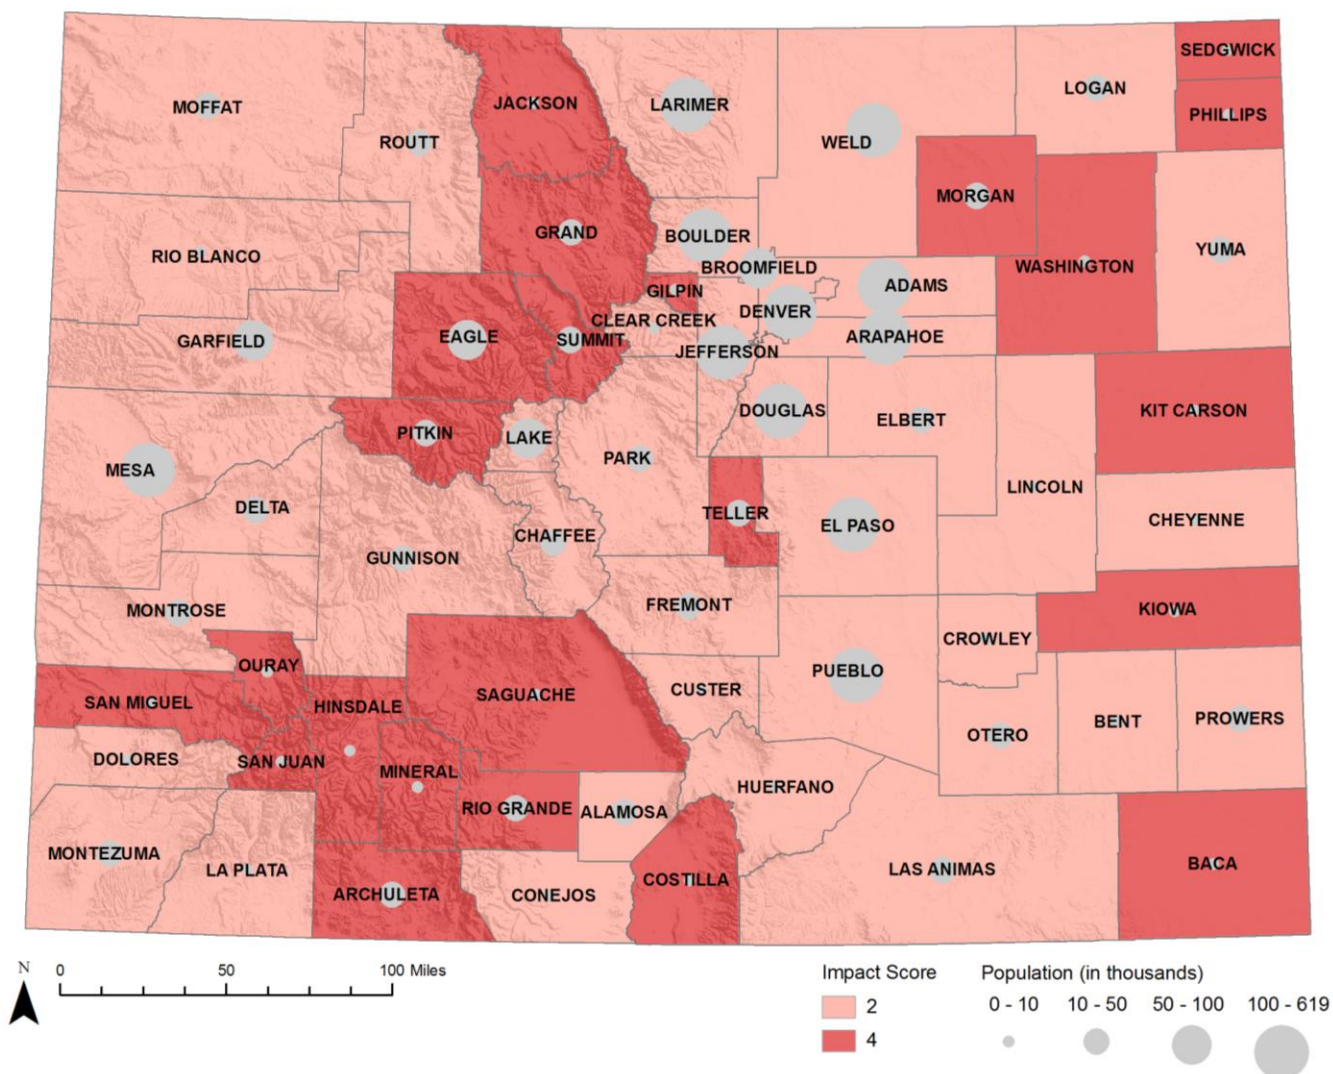 SEDGWICK
LOGAN
JACKSON
LARIMER
MOFFAT
PHILLIPS
ROUTT
WELD
MORGAN
GRAND
BOULDER
YUMA
RIO BLANCO
BROOMFIELD
WASHINGTON
ADAMS
GILPIN
DENVER
CLEAR CREEK
EAGLE
SUMMIT
ARAPAHOE
GARFIELD
JEFFERSON
DOUGLAS
KIT CARSON
ELBERT
PITKIN
LAKE
PARK
MESA
LINCOLN
DELTA
TELLER
CHEYENNE
EL PASO
CHAFFEE
GUNNISON
FREMONT
MONTROSE
KIOWA
CROWLEY
OURAY
PUEBLO
CUSTER
SAGUACHE
SAN MIGUEL
HINSDALE
PROWERS
BENT
OTERO
DOLORES
SAN JUAN
MINERAL
HUERFANO
RIO GRANDE
ALAMOSA
MONTEZUMA
LA PLATA
LAS ANIMAS
BACA
COSTILLA
ARCHULETA
CONEJOS
N
0 50 100 Miles
Impact Score
2
4
Population (in thousands)
0 - 10 10 - 50 50 - 100 100 - 619